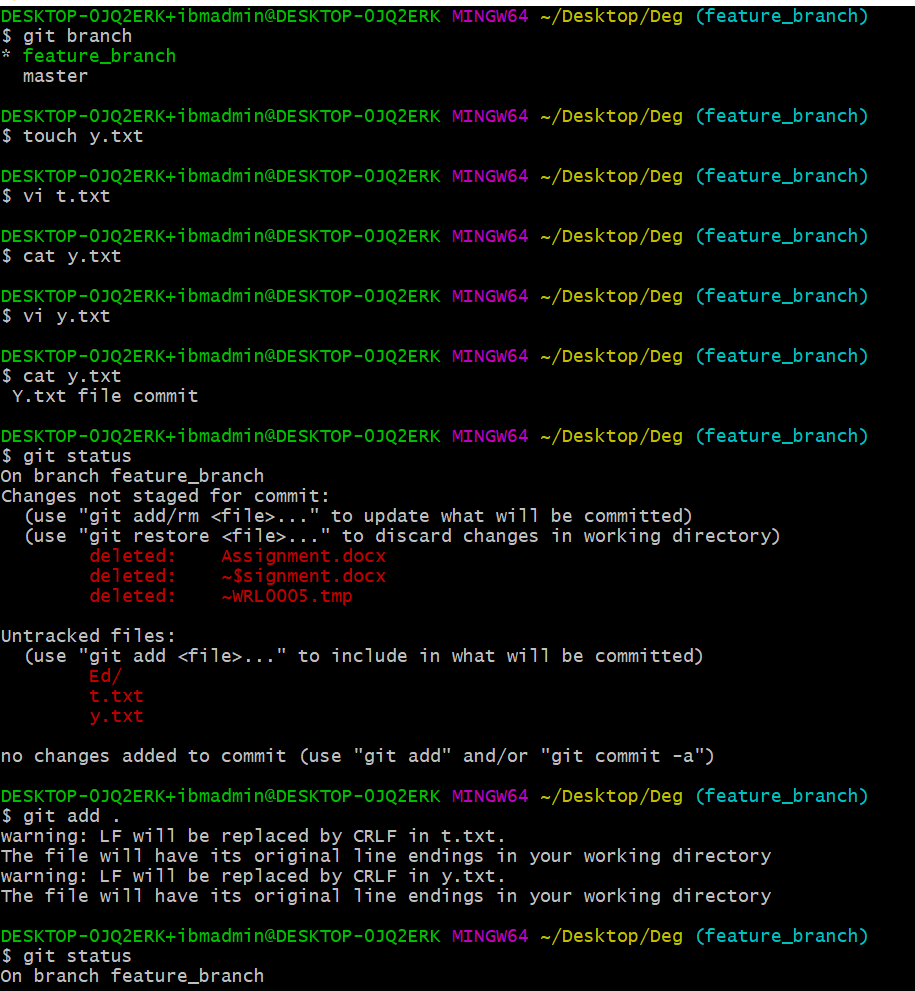 DESKTOP-0JQ2ERK+ibmadmin@DESKTOP-0JQ2ERK MINGW64 ~/Desktop/Deg (feature_branch)
$ git branch
* feature_branch
  master

DESKTOP-0JQ2ERK+ibmadmin@DESKTOP-0JQ2ERK MINGW64 ~/Desktop/Deg (feature_branch)
$ touch y.txt

DESKTOP-0JQ2ERK+ibmadmin@DESKTOP-0JQ2ERK MINGW64 ~/Desktop/Deg (feature_branch)
$ vi t.txt

DESKTOP-0JQ2ERK+ibmadmin@DESKTOP-0JQ2ERK MINGW64 ~/Desktop/Deg (feature_branch)
$ cat y.txt

DESKTOP-0JQ2ERK+ibmadmin@DESKTOP-0JQ2ERK MINGW64 ~/Desktop/Deg (feature_branch)
$ vi y.txt

DESKTOP-0JQ2ERK+ibmadmin@DESKTOP-0JQ2ERK MINGW64 ~/Desktop/Deg (feature_branch)
$ cat y.txt
 Y.txt file commit

DESKTOP-0JQ2ERK+ibmadmin@DESKTOP-0JQ2ERK MINGW64 ~/Desktop/Deg (feature_branch)
$ git status
On branch feature_branch
Changes not staged for commit:
  (use "git add/rm <file>..." to update what will be committed)
  (use "git restore <file>..." to discard changes in working directory)
        deleted:    Assignment.docx
        deleted:    ~$signment.docx
        deleted:    ~WRL0005.tmp

Untracked files:
  (use "git add <file>..." to include in what will be committed)
        Ed/
        t.txt
        y.txt

no changes added to commit (use "git add" and/or "git commit -a")

DESKTOP-0JQ2ERK+ibmadmin@DESKTOP-0JQ2ERK MINGW64 ~/Desktop/Deg (feature_branch)
$ git add .
warning: LF will be replaced by CRLF in t.txt.
The file will have its original line endings in your working directory
warning: LF will be replaced by CRLF in y.txt.
The file will have its original line endings in your working directory

DESKTOP-0JQ2ERK+ibmadmin@DESKTOP-0JQ2ERK MINGW64 ~/Desktop/Deg (feature_branch)
$ git status
On branch feature_branch